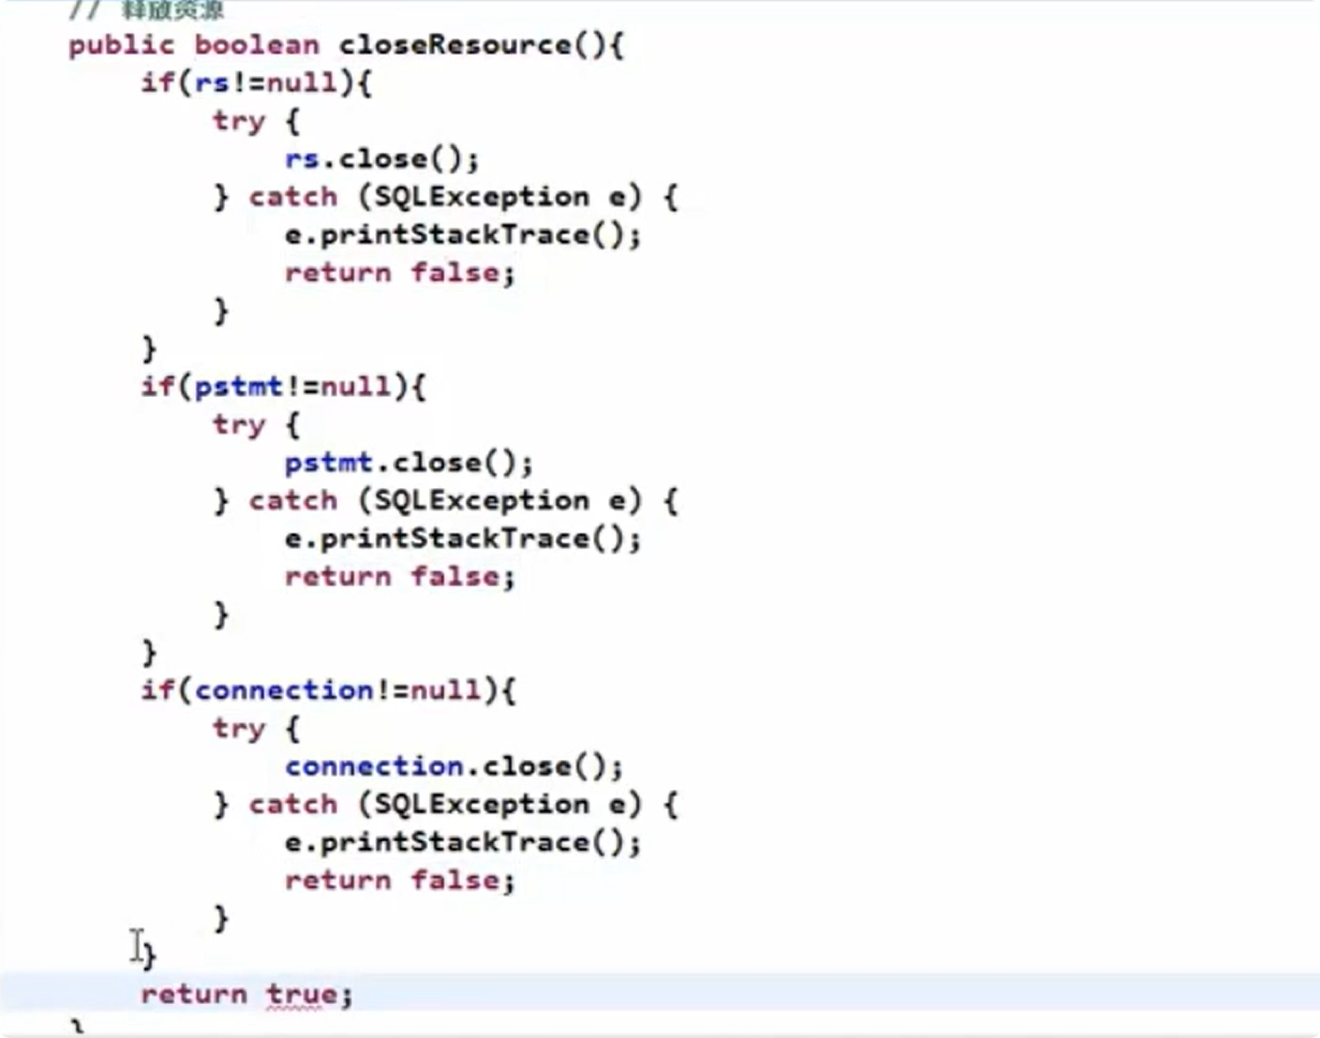 // 释放资源
public boolean closeResource(){
if(rs!=null){
try {
rs.close();
} catch (SQLException e) {
e.printStackTrace();
return false;
}
}
if(pstmt!=null){
try {
pstmt.close();
} catch (SQLException e) {
e.printStackTrace();
return false;
}
}
if(connection!=null){
try {
connection.close();
} catch (SQLException e) {
e.printStackTrace();
return false;
}
}
return true;
}